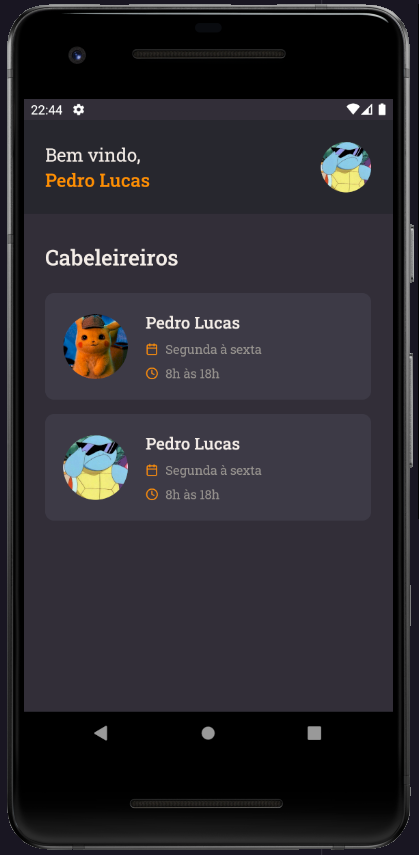 22:44
Bem vindo,
Pedro Lucas
Cabeleireiros
Pedro Lucas
Segunda à sexta
8h às 18h
Pedro Lucas
Segunda à sexta
8h às 18h